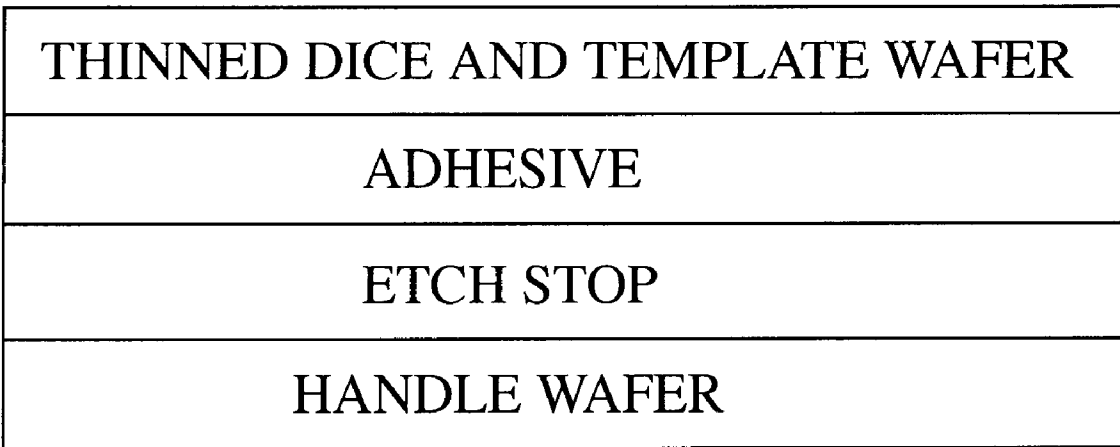 THINNED DICE AND TEMPLATE WAFER
ADHESIVE
ETCH STOP
HANDLE WAFER